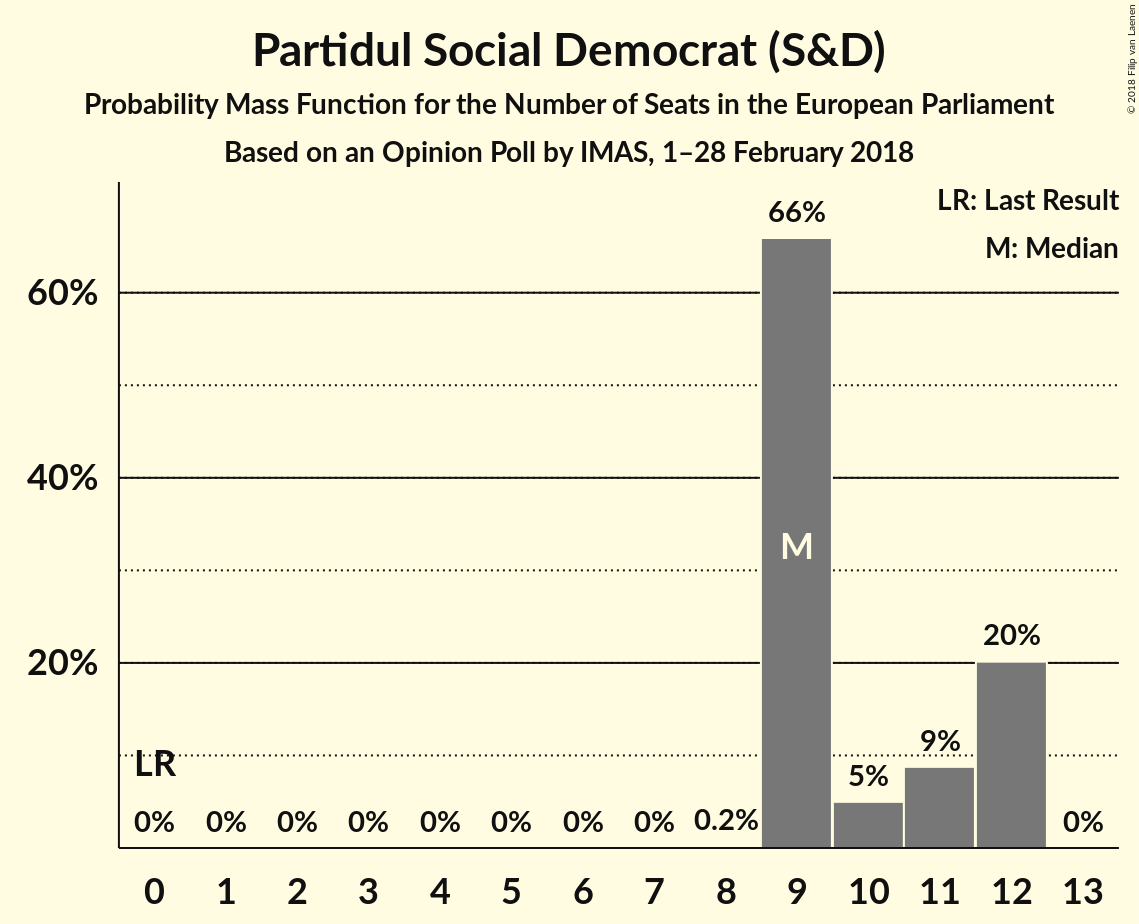 Partidul Social Democrat (S&D)
Probability Mass Function for the Number of Seats in the European Parliament
Based on an Opinion Poll by IMAS, 1–28 February 2018
© 2018 Filip van Laenen
LR: Last Result
M: Median
66%
60%
40%
M
20%
20%
9%
5%
LR
0% 0% 0% 0% 0% 0% 0% 0% 0.2% 0%
0 1 2 3 4 5 6 7 8 9 10 11 12 13